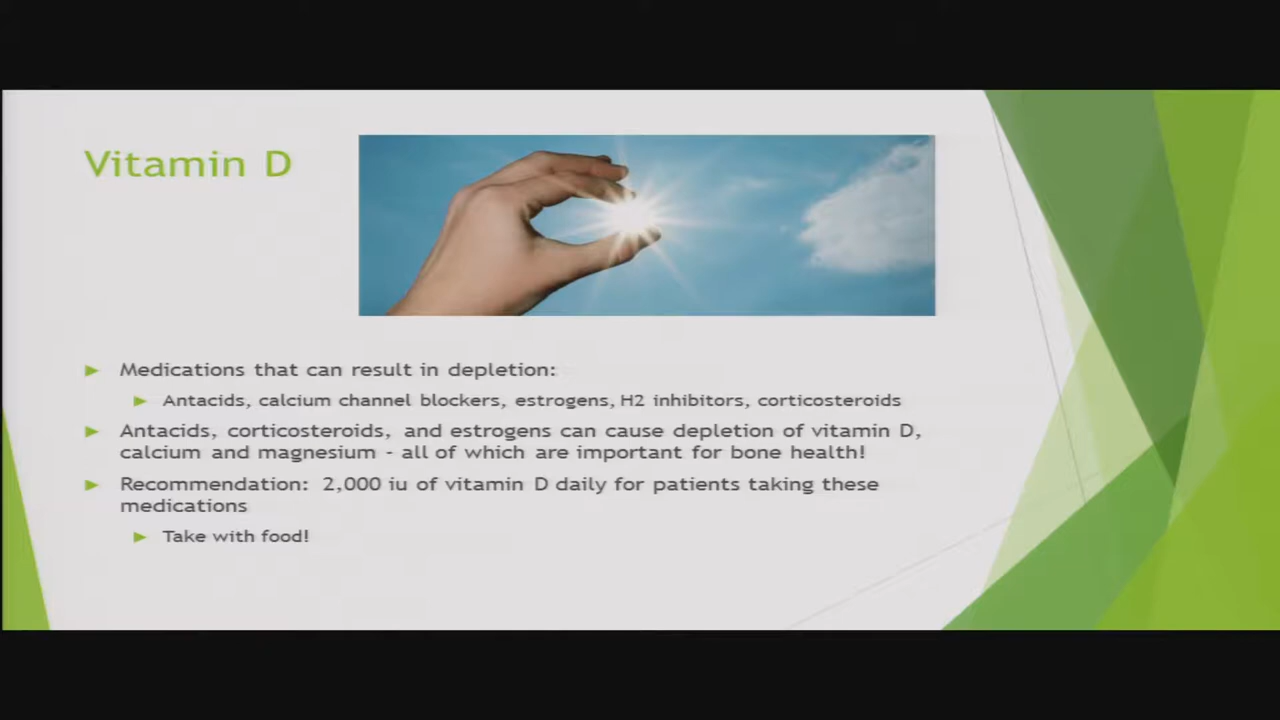 Vitamin D
Medications that can result in depletion:
Antacids, calcium channel blockers, estrogens, H2 inhibitors, corticosteroids
Antacids, corticosteroids, and estrogens can cause depletion of vitamin D,
calcium and magnesium - all of which are important for bone health!
Recommendation: 2,000 iu of vitamin D daily for patients taking these
medications
Take with food!